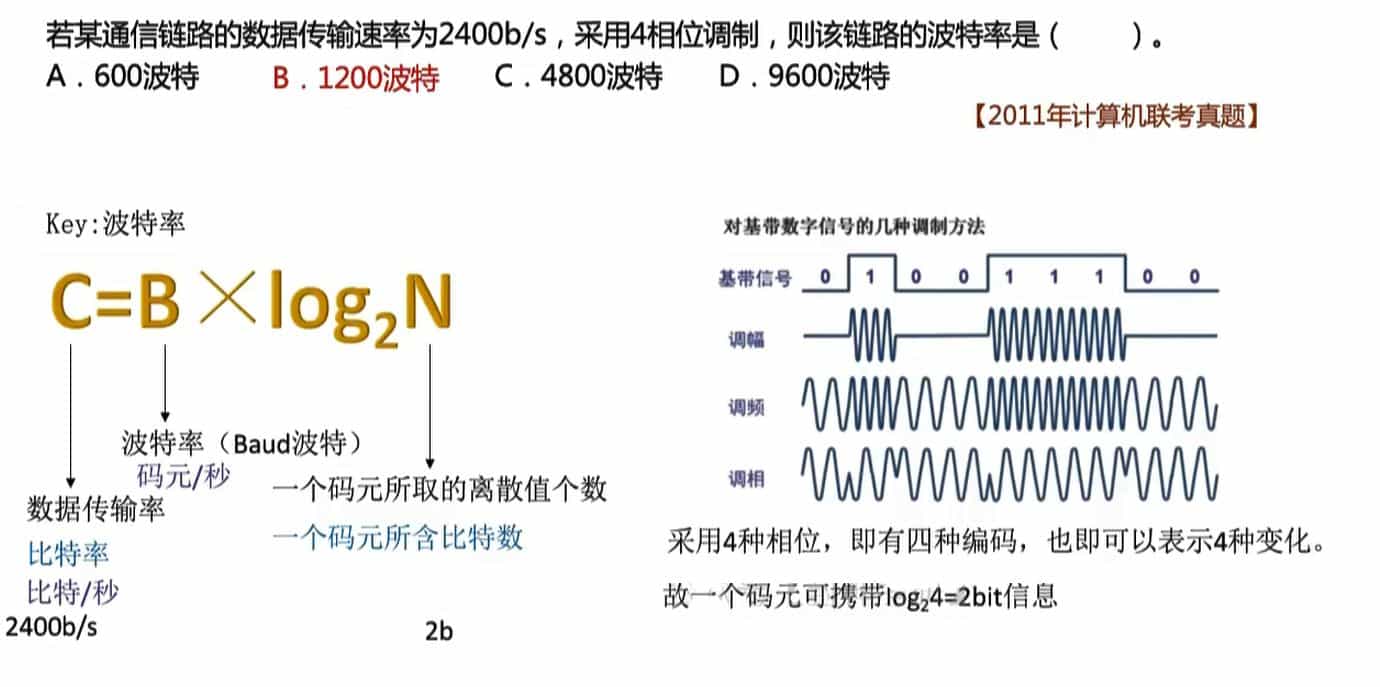 若某通信链路的数据传输速率为2400b/s，采用4相位调制，则该链路的波特率是（　　）。
A．600波特 B．1200波特 C．4800波特 D．9600波特
【2011年计算机联考真题】
Key:波特率
C=B×log₂N
波特率（Baud波特）
码元/秒
数据传输率
比特率
比特/秒
2400b/s
一个码元所取的离散值个数
一个码元所含比特数
2b
对基带数字信号的几种调制方法
基带信号 0 1 0 0 1 1 1 0 0
调幅
调频
调相
采用4种相位，即有四种编码，也即可以表示4种变化。
故一个码元可携带log₂4=2bit信息